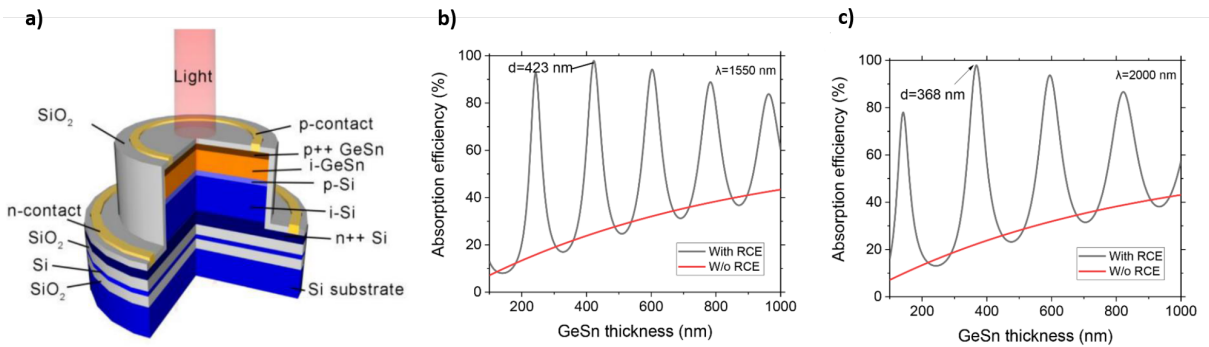 a)
Light
SiO2
p-contact
p++ GeSn
i-GeSn
p-Si
n-contact
i-Si
SiO2
n++ Si
Si
SiO2
Si substrate
b)
d=423 nm
λ=1550 nm
100
80
60
40
20
0
Absorption efficiency (%)
With RCE
W/o RCE
200 400 600 800 1000
GeSn thickness (nm)
c)
λ=2000 nm
d=368 nm
100
80
60
40
20
0
Absorption efficiency (%)
With RCE
W/o RCE
200 400 600 800 1000
GeSn thickness (nm)